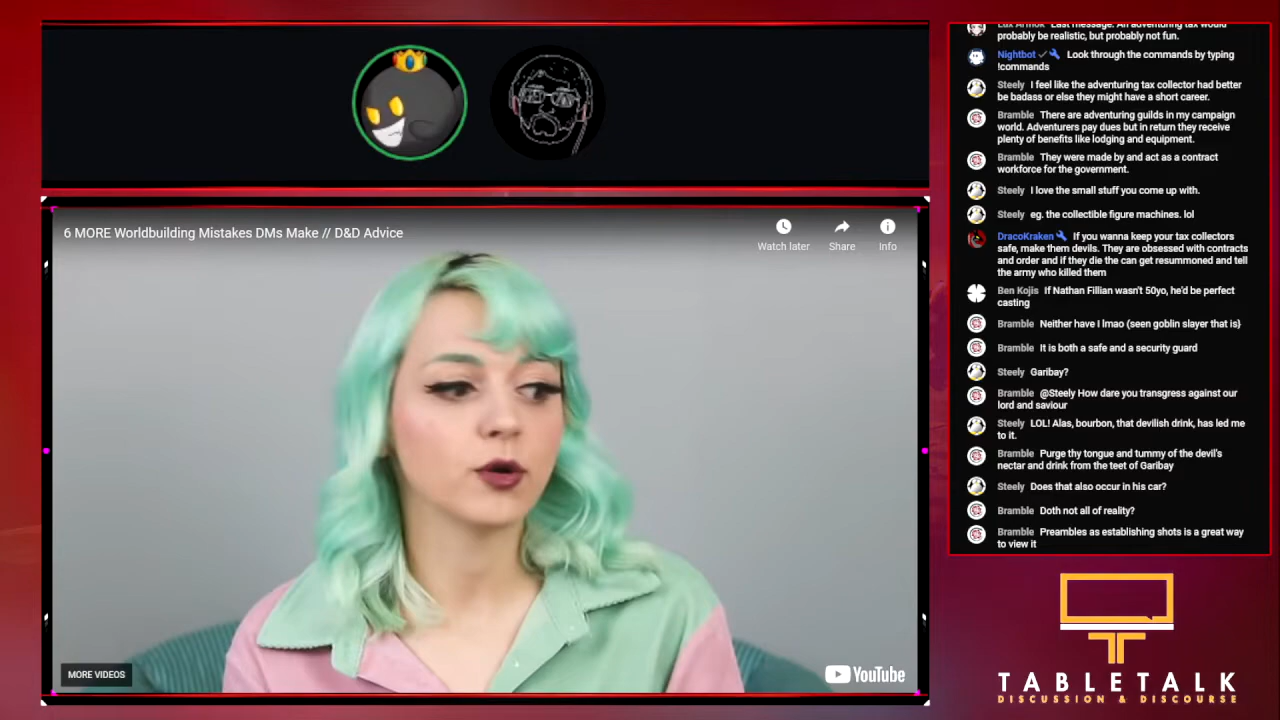 6 MORE Worldbuilding Mistakes DMs Make // D&D Advice
Watch later
Share
Info
MORE VIDEOS
YouTube
Lux Armok Last message: An adventuring tax would
probably be realistic, but probably not fun.
Nightbot Look through the commands by typing
!commands
Steely I feel like the adventuring tax collector had better
be badass or else they might have a short career.
Bramble There are adventuring guilds in my campaign
world. Adventurers pay dues but in return they receive
plenty of benefits like lodging and equipment.
Bramble They were made by and act as a contract
workforce for the government.
Steely I love the small stuff you come up with.
Steely eg. the collectible figure machines. lol
DracoKraken If you wanna keep your tax collectors
safe, make them devils. They are obsessed with contracts
and order and if they die the can get resummoned and tell
the army who killed them
Ben Kojis If Nathan Fillian wasn't 50yo, he'd be perfect
casting
Bramble Neither have I lmao (seen goblin slayer that is}
Bramble It is both a safe and a security guard
Steely Garibay?
Bramble @Steely How dare you transgress against our
lord and saviour
Steely LOL! Alas, bourbon, that devilish drink, has led me
to it.
Bramble Purge thy tongue and tummy of the devil's
nectar and drink from the teet of Garibay
Steely Does that also occur in his car?
Bramble Doth not all of reality?
Bramble Preambles as establishing shots is a great way
to view it
TABLETALK
DISCUSSION & DISCOURSE